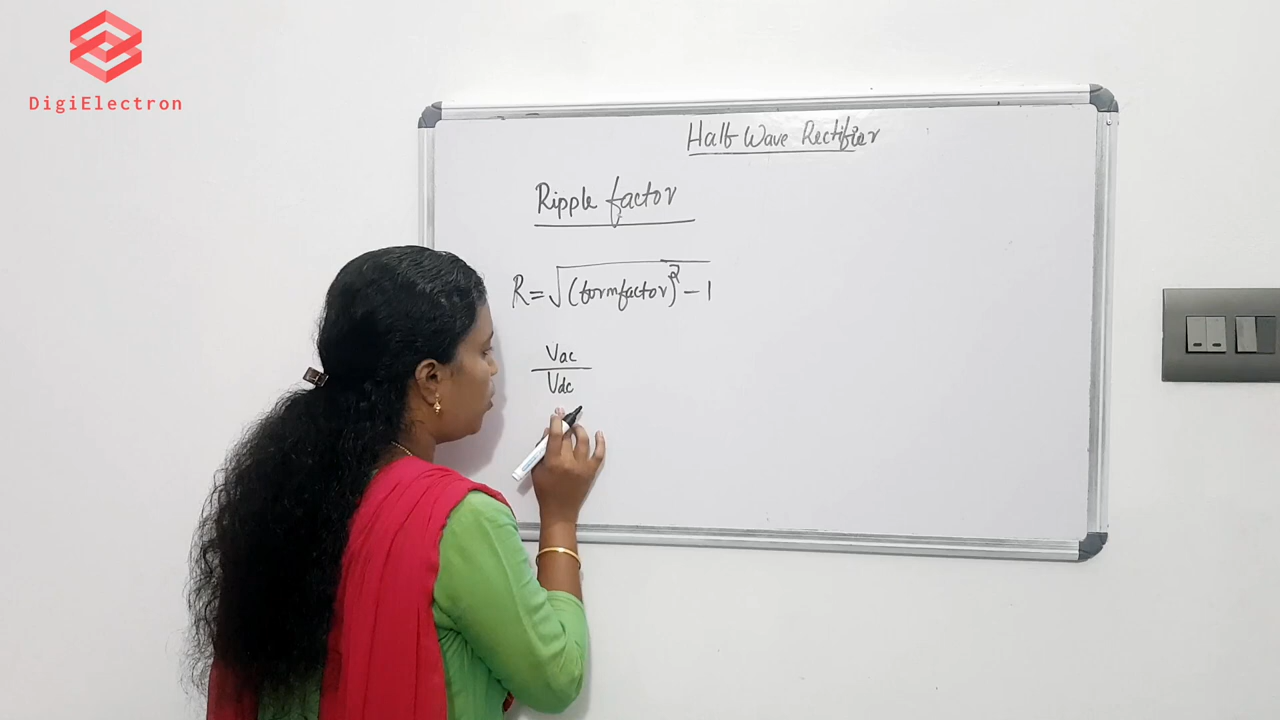 DigiElectron
Half Wave Rectifier
Ripple factor
R = √(formfactor)² − 1
Vac
Vdc